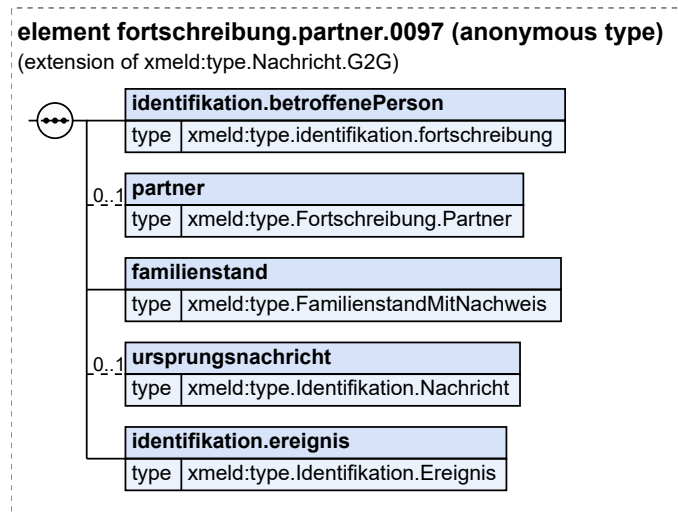 element fortschreibung.partner.0097 (anonymous type)
(extension of xmeld:type.Nachricht.G2G)
identifikation.betroffenePerson
type xmeld:type.identifikation.fortschreibung
0..1 partner
type xmeld:type.Fortschreibung.Partner
familienstand
type xmeld:type.FamilienstandMitNachweis
0..1 ursprungsnachricht
type xmeld:type.Identifikation.Nachricht
identifikation.ereignis
type xmeld:type.Identifikation.Ereignis